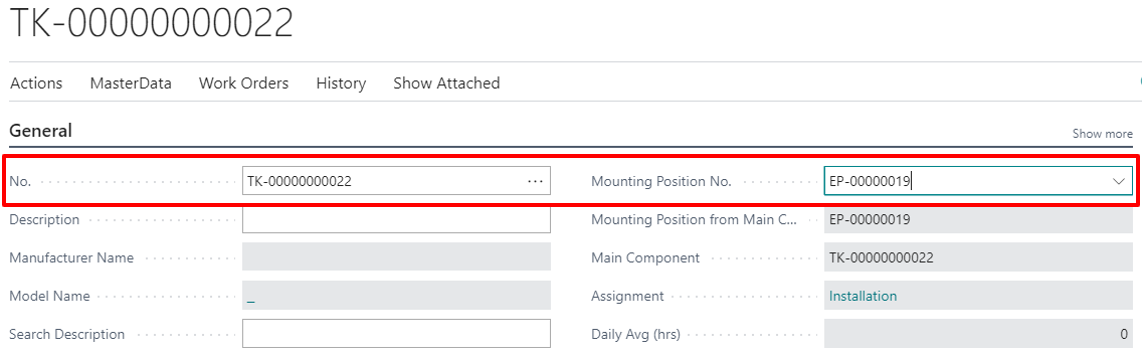 TK-00000000022
Actions MasterData Work Orders History Show Attached
General Show more
No. TK-00000000022 ... Mounting Position No. EP-00000019
Description Mounting Position from Main C... EP-00000019
Manufacturer Name Main Component TK-00000000022
Model Name _ Assignment Installation
Search Description Daily Avg (hrs) 0